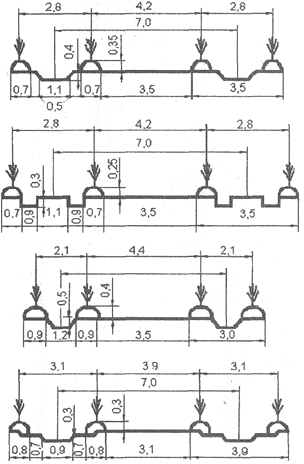 2,8 4,2 2,8
7,0
0,4 0,35
0,7 1,1 0,7 3,5 3,5
0,5
2,8 4,2 2,8
7,0
0,3 0,25
0,7 0,9 1,1 0,9 0,7 3,5 3,5
2,1 4,4 2,1
0,5 0,4
0,9 1,2 0,9 3,5 3,0
3,1 3 9 3,1
7,0
0,3 0,3
0,8 0,7 0,9 0,7 0,8 3,1 3,9